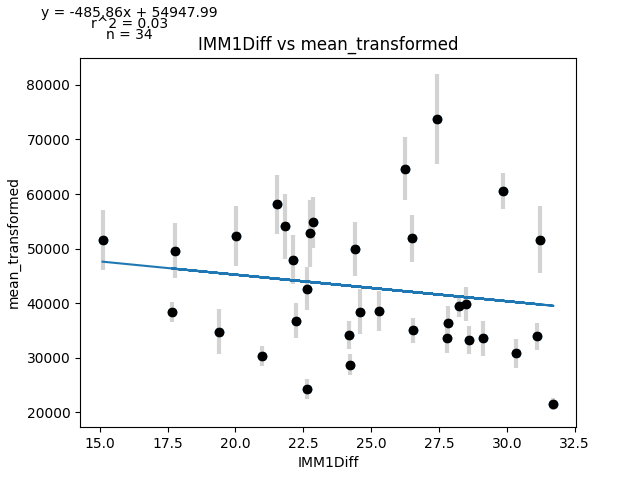 y = -485.86x + 54947.99
r^2 = 0.03
n = 34
IMM1Diff vs mean_transformed
80000
70000
60000
50000
40000
30000
20000
mean_transformed
15.0 17.5 20.0 22.5 25.0 27.5 30.0 32.5
IMM1Diff